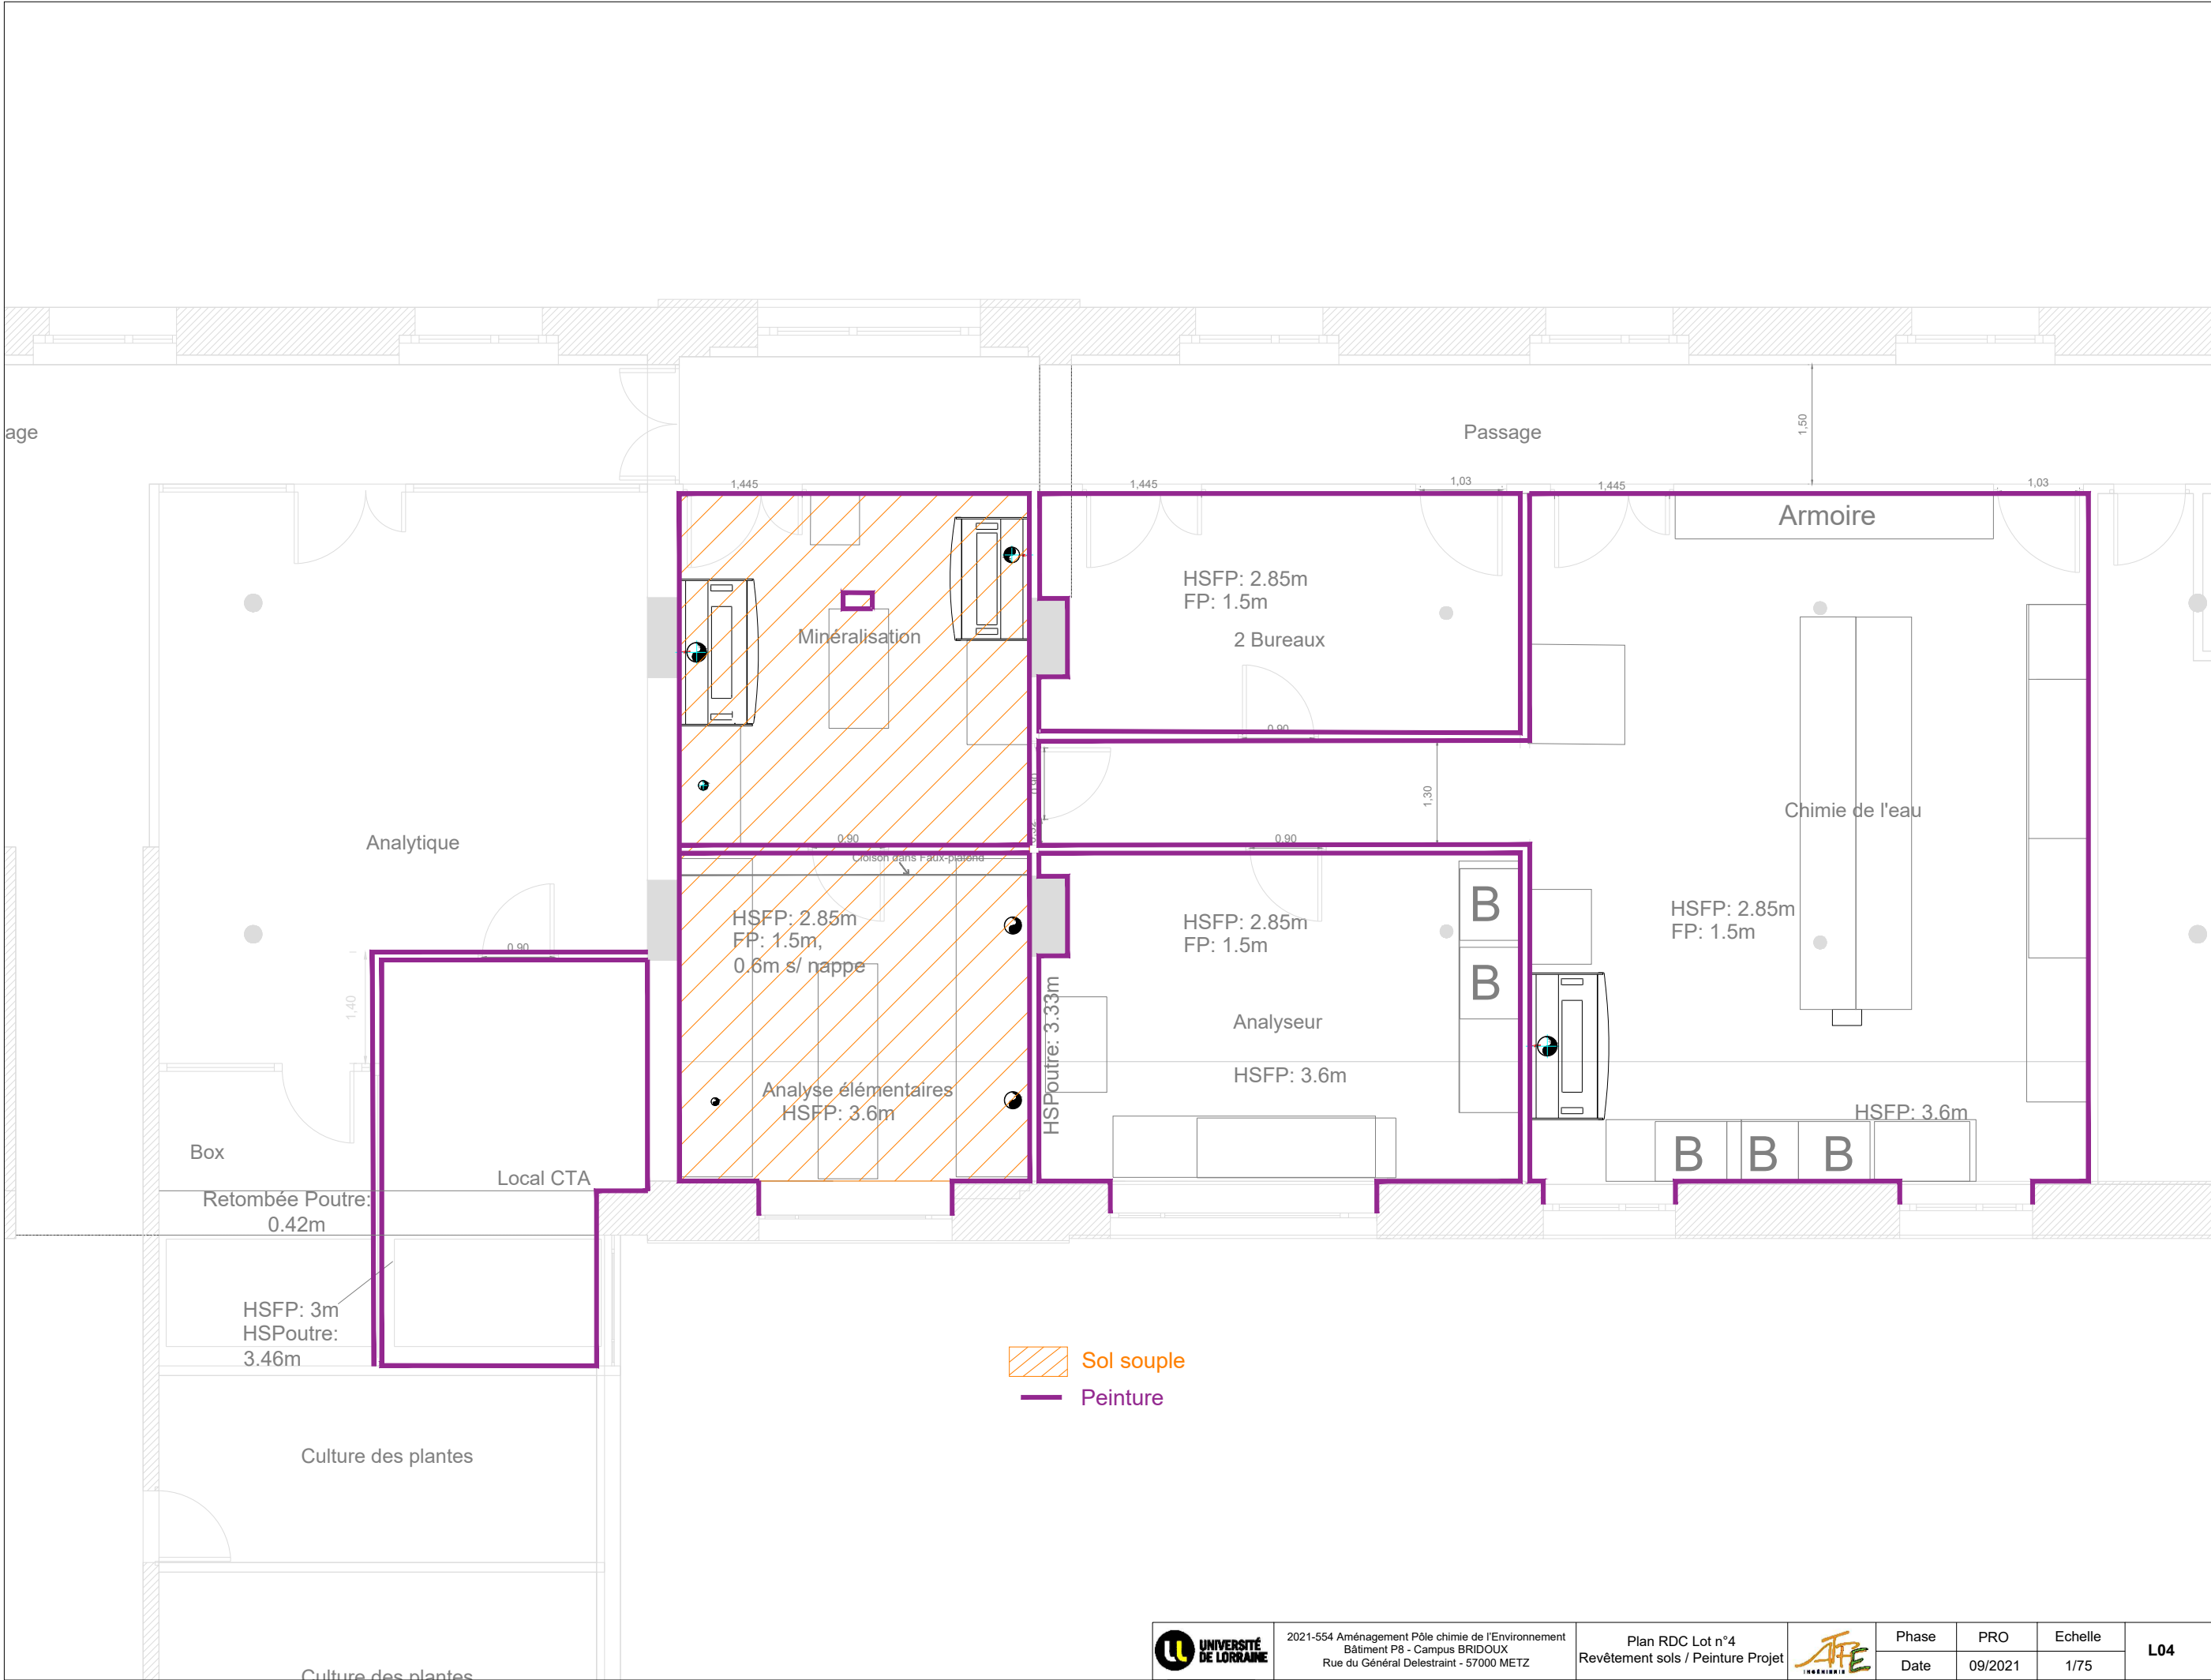 age
Passage
1,50
1,445
1,445
1,03
1,445
1,03
Armoire
HSFP: 2.85m
FP: 1.5m
2 Bureaux
Minéralisation
0.90
0.90
1,30
Chimie de l'eau
Analytique
0.90
0.90
Cloison dans Faux-plafond
HSFP: 2.85m
FP: 1.5m,
0.6m s/ nappe
HSFP: 2.85m
FP: 1.5m
B
B
HSFP: 2.85m
FP: 1.5m
0.90
1,40
HSPoutre: 3.33m
Analyseur
HSFP: 3.6m
Analyse élémentaires
HSFP: 3.6m
HSFP: 3.6m
B
B
B
Box
Local CTA
Retombée Poutre:
0.42m
HSFP: 3m
HSPoutre:
3.46m
Sol souple
Peinture
Culture des plantes
Culture des plantes
UNIVERSITÉ
DE LORRAINE
2021-554 Aménagement Pôle chimie de l'Environnement
Bâtiment P8 - Campus BRIDOUX
Rue du Général Delestraint - 57000 METZ
Plan RDC Lot n°4
Revêtement sols / Peinture Projet
INGÉNIERIE
Phase
PRO
Echelle
Date
09/2021
1/75
L04